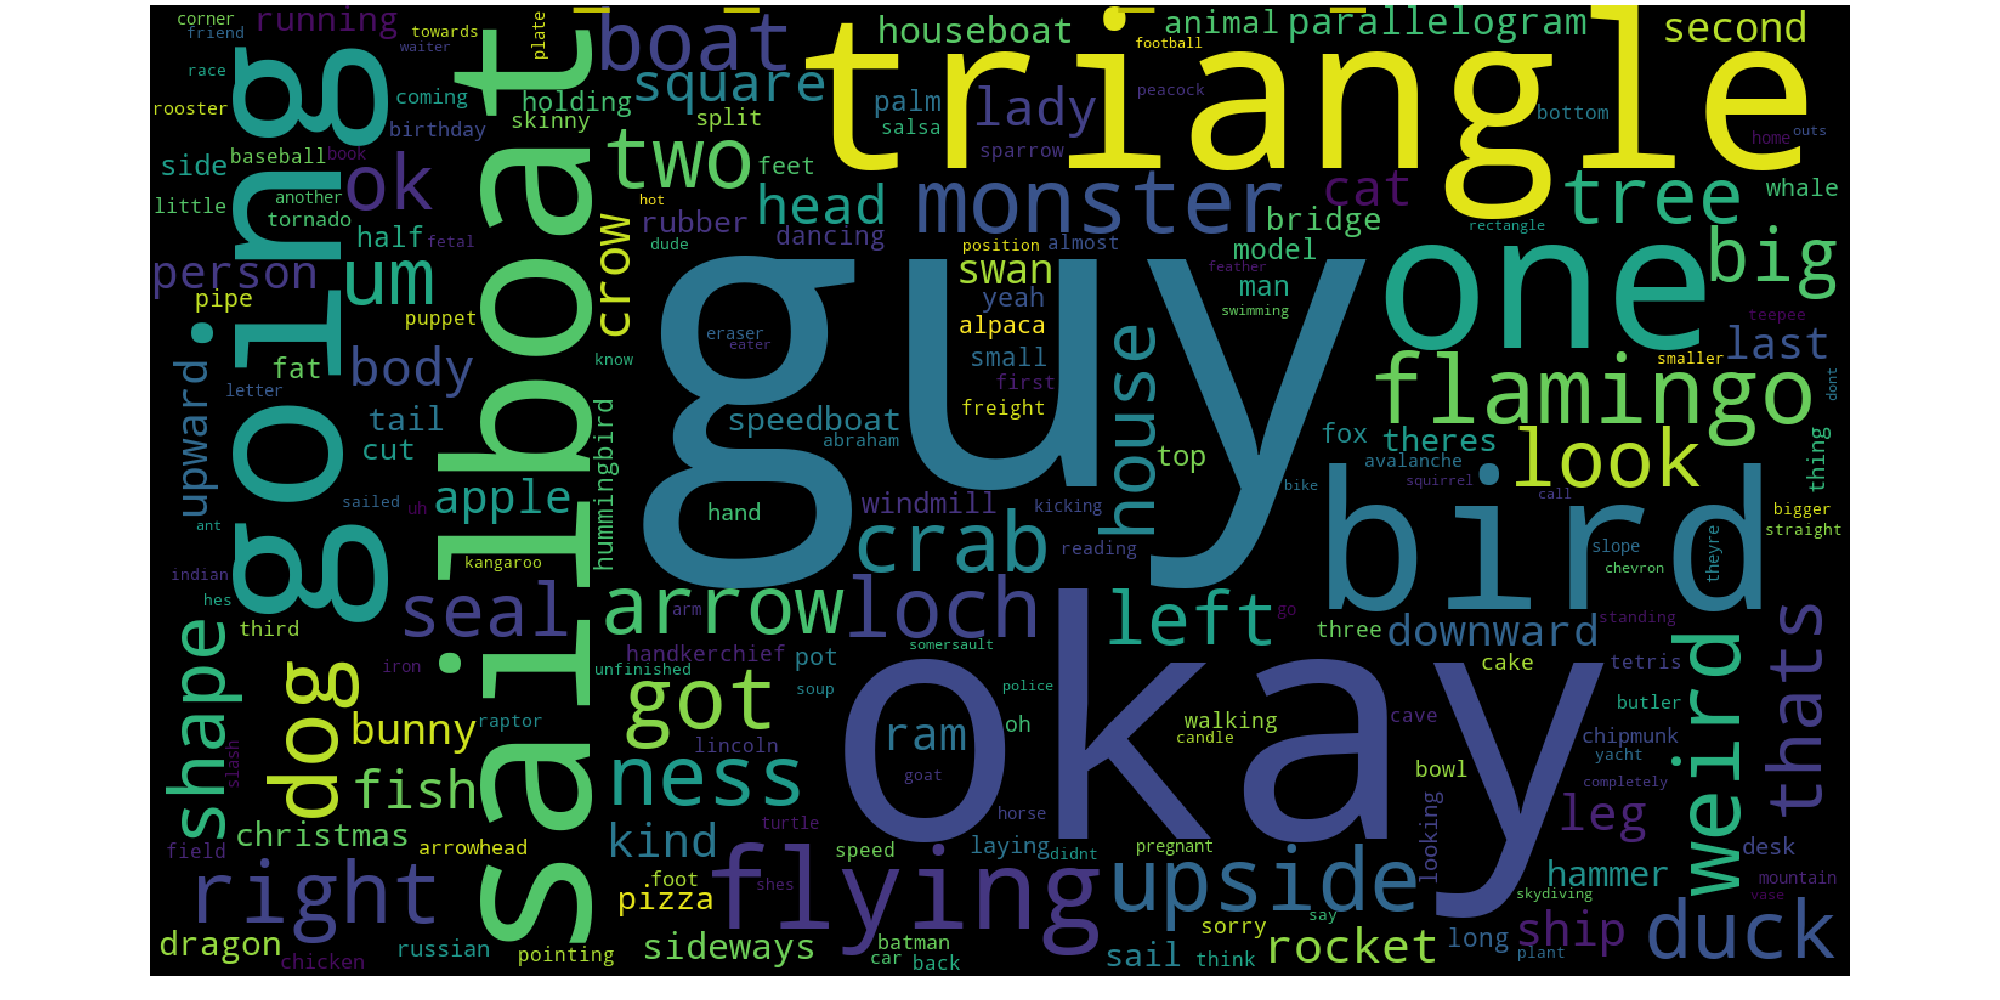 corner
running
friend
towards
waiter
race
plate
going
sailboat
boat
houseboat
animal
parallelogram
second
football
triangle
square
coming
holding
skinny
split
palm
salsa
lady
peacock
bottom
rooster
birthday
sparrow
home
outs
side
baseball
book
ok
two
feet
head
monster
cat
tree
whale
little
another
tornado
hot
rubber
dancing
bridge
rectangle
half
fetal
crow
dude
position
almost
model
big
person
um
swan
feather
man
pipe
puppet
yeah
swimming
one
teepee
eraser
eater
guy
alpaca
house
last
upward
body
know
small
smaller
fat
first
flamingo
dont
letter
freight
tail
speedboat
abraham
fox
theres
look
thing
cut
hummingbird
top
avalanche
squirrel
apple
windmill
kicking
bike
call
bird
sailed
uh
hand
bigger
straight
ant
crab
reading
slope
theyre
kangaroo
chevron
indian
hes
seal
arrow
arm
loch
left
go
standing
third
three
downward
shape
handkerchief
somersault
pot
weird
thats
dog
iron
unfinished
cake
tetris
soup
police
okay
got
butler
bunny
raptor
oh
walking
cave
candle
chipmunk
lincoln
ram
yacht
slash
fish
ness
goat
bowl
completely
looking
leg
horse
christmas
turtle
kind
arrowhead
field
speed
laying
didnt
pregnant
desk
right
foot
shes
flying
upside
hammer
mountain
pizza
skydiving
vase
say
dragon
russian
sideways
batman
sorry
ship
duck
chicken
pointing
car
back
sail
think
rocket
long
plant